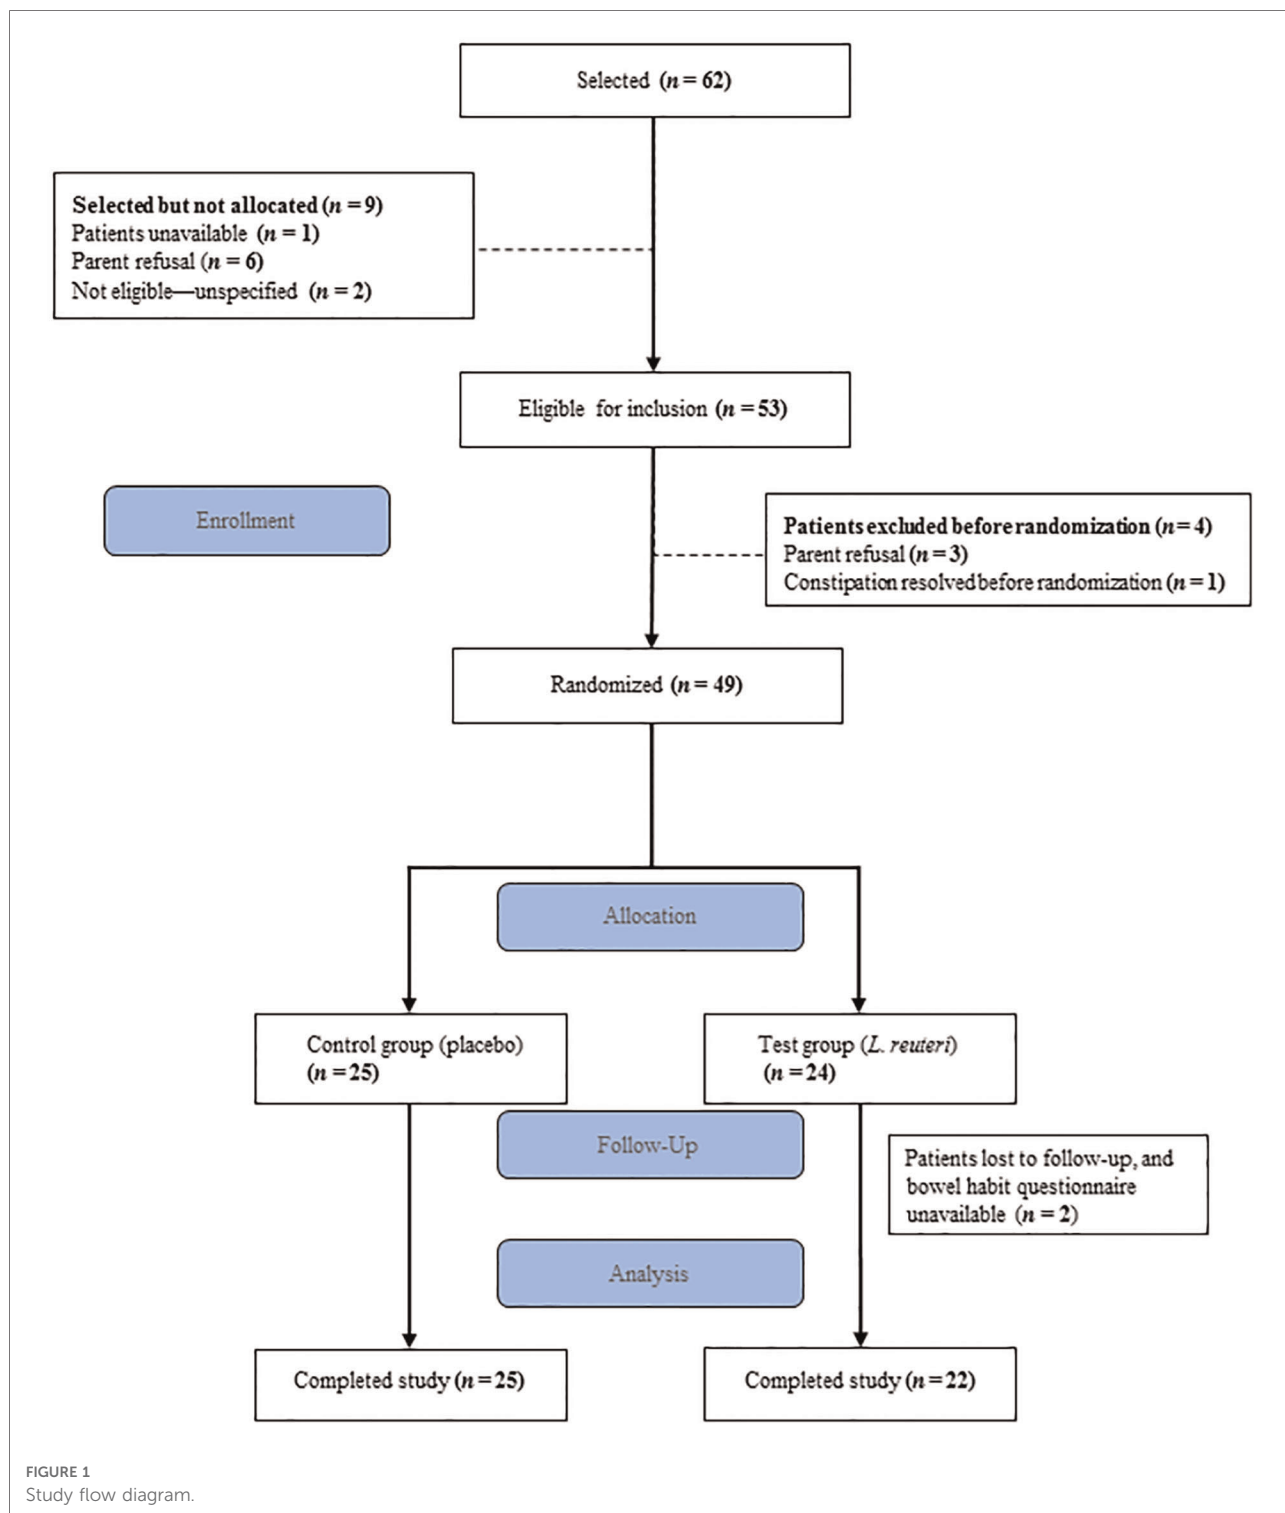 Selected (n = 62)
Selected but not allocated (n = 9)
Patients unavailable (n = 1)
Parent refusal (n = 6)
Not eligible—unspecified (n = 2)
Eligible for inclusion (n = 53)
Enrollment
Patients excluded before randomization (n = 4)
Parent refusal (n = 3)
Constipation resolved before randomization (n = 1)
Randomized (n = 49)
Allocation
Control group (placebo)
(n = 25)
Test group (L. reuteri)
(n = 24)
Follow-Up
Patients lost to follow-up, and
bowel habit questionnaire
unavailable (n = 2)
Analysis
Completed study (n = 25)
Completed study (n = 22)
FIGURE 1
Study flow diagram.